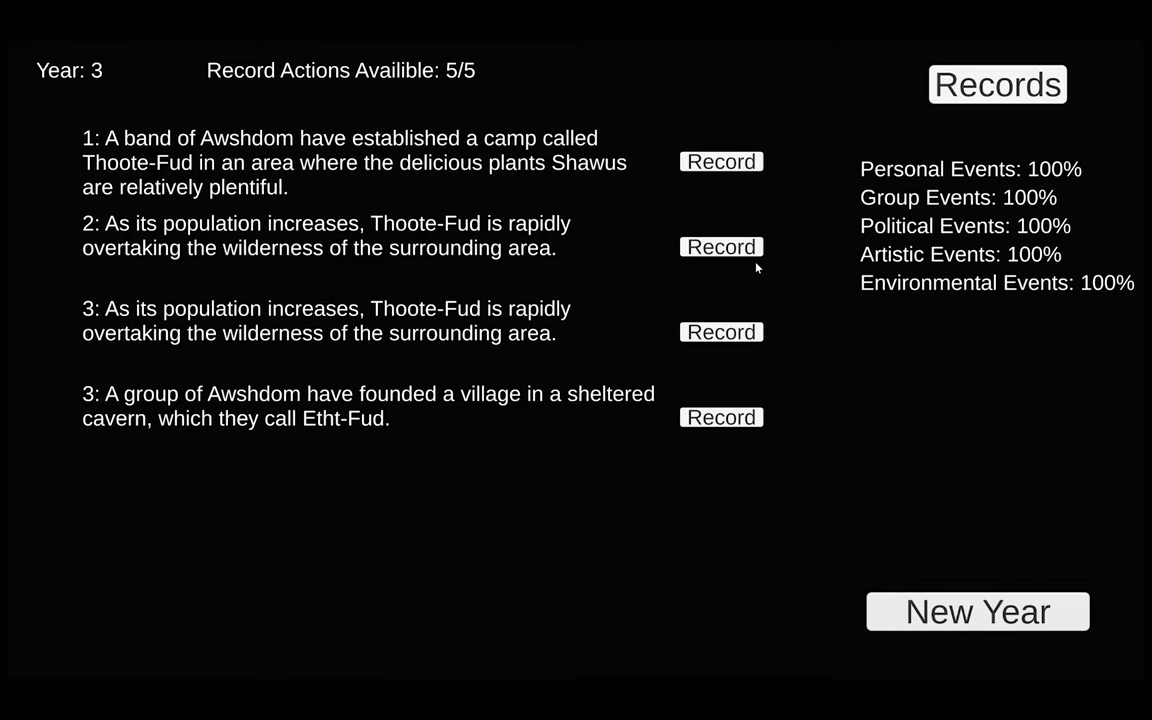 Year: 3
Record Actions Availible: 5/5
Records
1: A band of Awshdom have established a camp called
Thoote-Fud in an area where the delicious plants Shawus
are relatively plentiful.
Record
2: As its population increases, Thoote-Fud is rapidly
overtaking the wilderness of the surrounding area.
Record
3: As its population increases, Thoote-Fud is rapidly
overtaking the wilderness of the surrounding area.
Record
3: A group of Awshdom have founded a village in a sheltered
cavern, which they call Etht-Fud.
Record
Personal Events: 100%
Group Events: 100%
Political Events: 100%
Artistic Events: 100%
Environmental Events: 100%
New Year